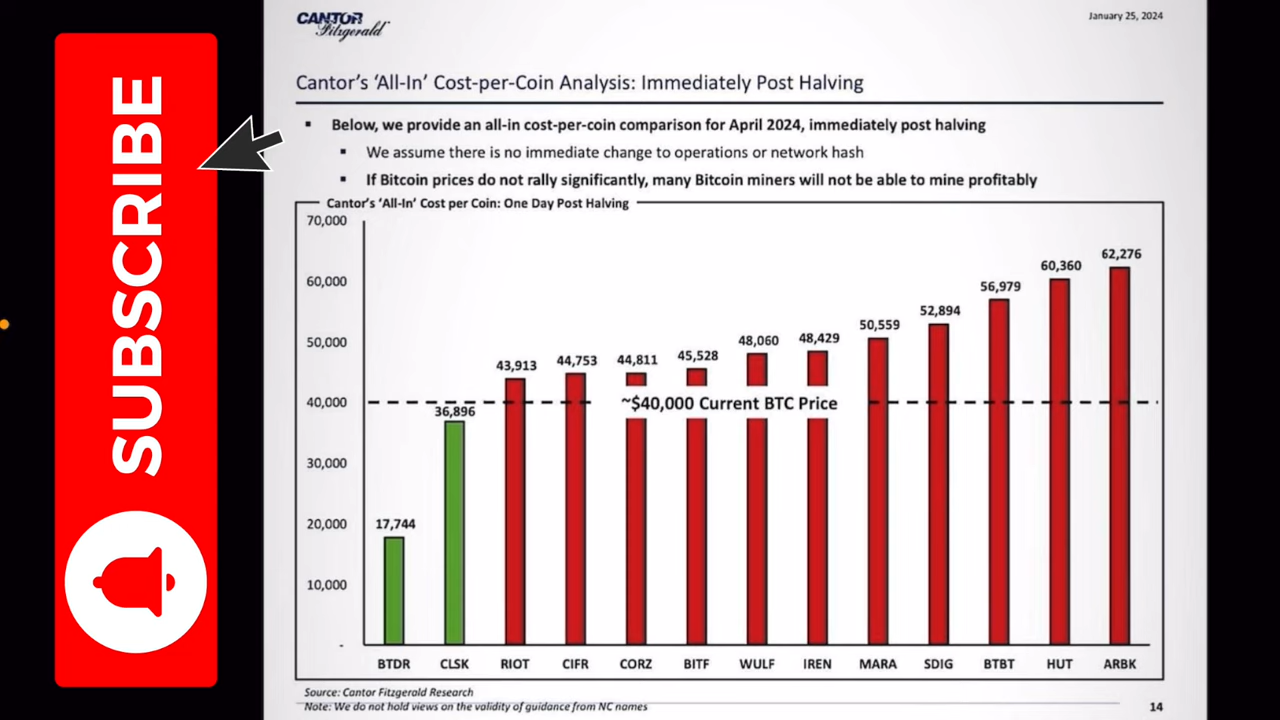 SUBSCRIBE
CANTOR
Fitzgerald
January 25, 2024
Cantor's 'All-In' Cost-per-Coin Analysis: Immediately Post Halving
▪ Below, we provide an all-in cost-per-coin comparison for April 2024, immediately post halving
▪ We assume there is no immediate change to operations or network hash
▪ If Bitcoin prices do not rally significantly, many Bitcoin miners will not be able to mine profitably
Cantor's 'All-In' Cost per Coin: One Day Post Halving
70,000
60,000
50,000
40,000
30,000
20,000
10,000
-
17,744
36,896
43,913
44,753
44,811
45,528
48,060
48,429
50,559
52,894
56,979
60,360
62,276
~$40,000 Current BTC Price
BTDR CLSK RIOT CIFR CORZ BITF WULF IREN MARA SDIG BTBT HUT ARBK
Source: Cantor Fitzgerald Research
Note: We do not hold views on the validity of guidance from NC names
14